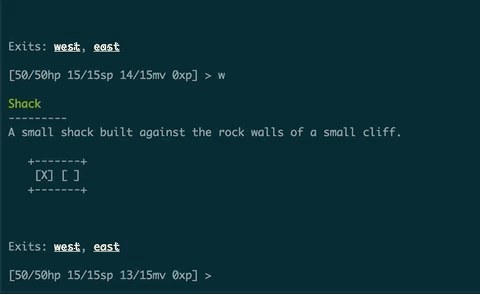 Exits: west, east
[50/50hp 15/15sp 14/15mv 0xp] > w
Shack
---------
A small shack built against the rock walls of a small cliff.
+-------+
[X] [ ]
+-------+
Exits: west, east
[50/50hp 15/15sp 13/15mv 0xp] >